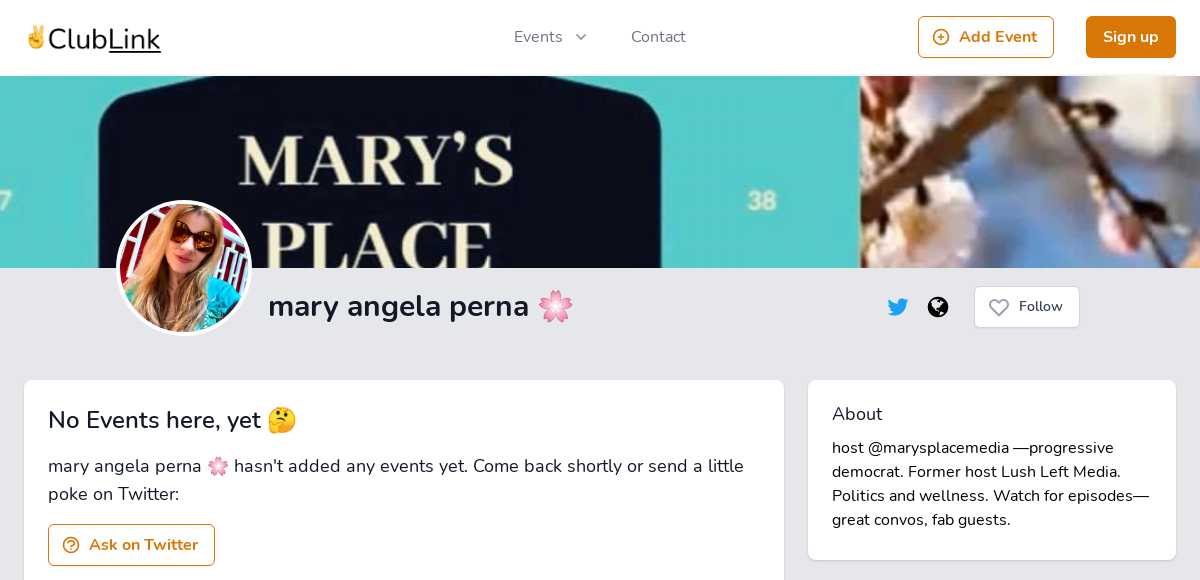 ✌️ClubLink
Events
Contact
Add Event
Sign up
MARY'S
PLACE
7
38
mary angela perna 🌸
Follow
No Events here, yet 🤔
mary angela perna 🌸 hasn't added any events yet. Come back shortly or send a little
poke on Twitter:
Ask on Twitter
About
host @marysplacemedia —progressive
democrat. Former host Lush Left Media.
Politics and wellness. Watch for episodes—
great convos, fab guests.